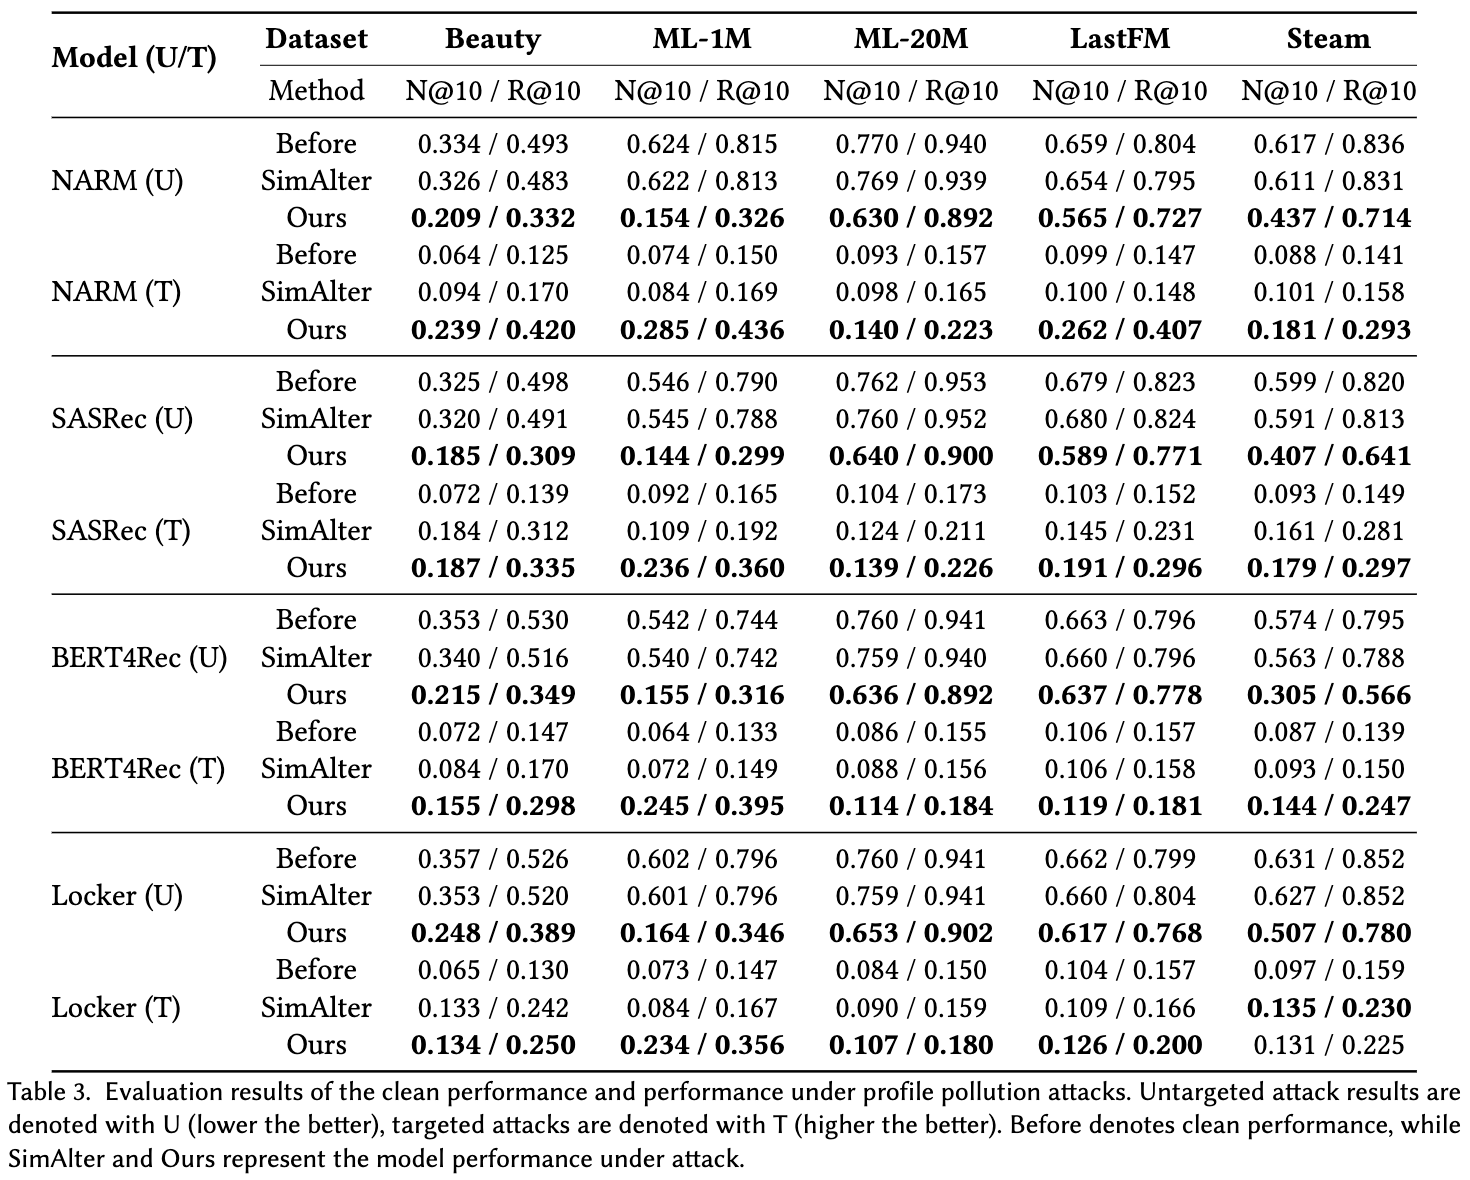 Model (U/T) Dataset Beauty ML-1M ML-20M LastFM Steam
Method N@10 / R@10 N@10 / R@10 N@10 / R@10 N@10 / R@10 N@10 / R@10
Before 0.334 / 0.493 0.624 / 0.815 0.770 / 0.940 0.659 / 0.804 0.617 / 0.836
NARM (U) SimAlter 0.326 / 0.483 0.622 / 0.813 0.769 / 0.939 0.654 / 0.795 0.611 / 0.831
Ours 0.209 / 0.332 0.154 / 0.326 0.630 / 0.892 0.565 / 0.727 0.437 / 0.714
Before 0.064 / 0.125 0.074 / 0.150 0.093 / 0.157 0.099 / 0.147 0.088 / 0.141
NARM (T) SimAlter 0.094 / 0.170 0.084 / 0.169 0.098 / 0.165 0.100 / 0.148 0.101 / 0.158
Ours 0.239 / 0.420 0.285 / 0.436 0.140 / 0.223 0.262 / 0.407 0.181 / 0.293
Before 0.325 / 0.498 0.546 / 0.790 0.762 / 0.953 0.679 / 0.823 0.599 / 0.820
SASRec (U) SimAlter 0.320 / 0.491 0.545 / 0.788 0.760 / 0.952 0.680 / 0.824 0.591 / 0.813
Ours 0.185 / 0.309 0.144 / 0.299 0.640 / 0.900 0.589 / 0.771 0.407 / 0.641
Before 0.072 / 0.139 0.092 / 0.165 0.104 / 0.173 0.103 / 0.152 0.093 / 0.149
SASRec (T) SimAlter 0.184 / 0.312 0.109 / 0.192 0.124 / 0.211 0.145 / 0.231 0.161 / 0.281
Ours 0.187 / 0.335 0.236 / 0.360 0.139 / 0.226 0.191 / 0.296 0.179 / 0.297
Before 0.353 / 0.530 0.542 / 0.744 0.760 / 0.941 0.663 / 0.796 0.574 / 0.795
BERT4Rec (U) SimAlter 0.340 / 0.516 0.540 / 0.742 0.759 / 0.940 0.660 / 0.796 0.563 / 0.788
Ours 0.215 / 0.349 0.155 / 0.316 0.636 / 0.892 0.637 / 0.778 0.305 / 0.566
Before 0.072 / 0.147 0.064 / 0.133 0.086 / 0.155 0.106 / 0.157 0.087 / 0.139
BERT4Rec (T) SimAlter 0.084 / 0.170 0.072 / 0.149 0.088 / 0.156 0.106 / 0.158 0.093 / 0.150
Ours 0.155 / 0.298 0.245 / 0.395 0.114 / 0.184 0.119 / 0.181 0.144 / 0.247
Before 0.357 / 0.526 0.602 / 0.796 0.760 / 0.941 0.662 / 0.799 0.631 / 0.852
Locker (U) SimAlter 0.353 / 0.520 0.601 / 0.796 0.759 / 0.941 0.660 / 0.804 0.627 / 0.852
Ours 0.248 / 0.389 0.164 / 0.346 0.653 / 0.902 0.617 / 0.768 0.507 / 0.780
Before 0.065 / 0.130 0.073 / 0.147 0.084 / 0.150 0.104 / 0.157 0.097 / 0.159
Locker (T) SimAlter 0.133 / 0.242 0.084 / 0.167 0.090 / 0.159 0.109 / 0.166 0.135 / 0.230
Ours 0.134 / 0.250 0.234 / 0.356 0.107 / 0.180 0.126 / 0.200 0.131 / 0.225
Table 3. Evaluation results of the clean performance and performance under profile pollution attacks. Untargeted attack results are
denoted with U (lower the better), targeted attacks are denoted with T (higher the better). Before denotes clean performance, while
SimAlter and Ours represent the model performance under attack.